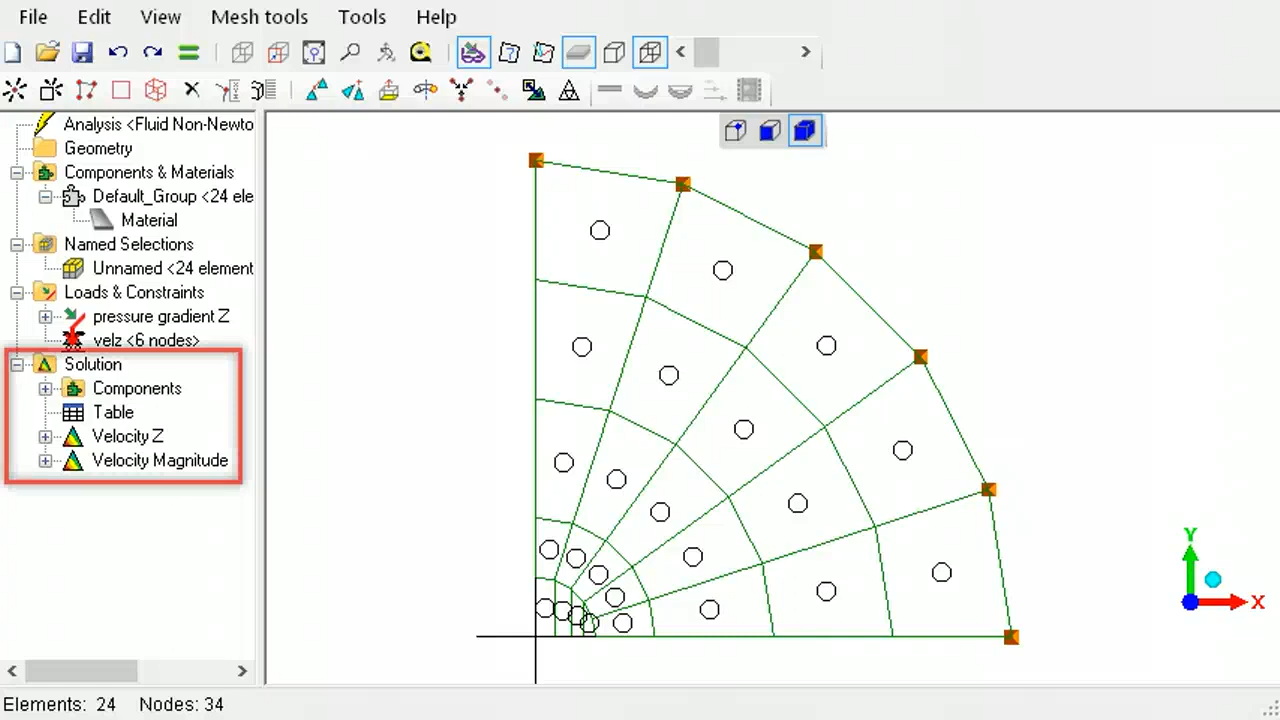 File Edit View Mesh tools Tools Help
Analysis <Fluid Non-Newto
Geometry
Components & Materials
Default_Group <24 ele
Material
Named Selections
Unnamed <24 element
Loads & Constraints
pressure gradient Z
velz <6 nodes>
Solution
Components
Table
Velocity Z
Velocity Magnitude
Y
X
Elements: 24 Nodes: 34